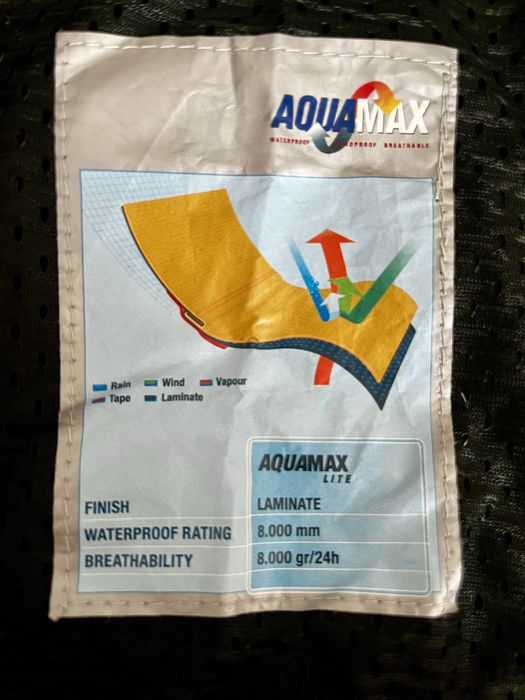 AQUAMAX
WATERPROOF WINDPROOF BREATHABLE
Rain Wind Vapour
Tape Laminate
AQUAMAX
LITE
FINISH LAMINATE
WATERPROOF RATING 8.000 mm
BREATHABILITY 8.000 gr/24h